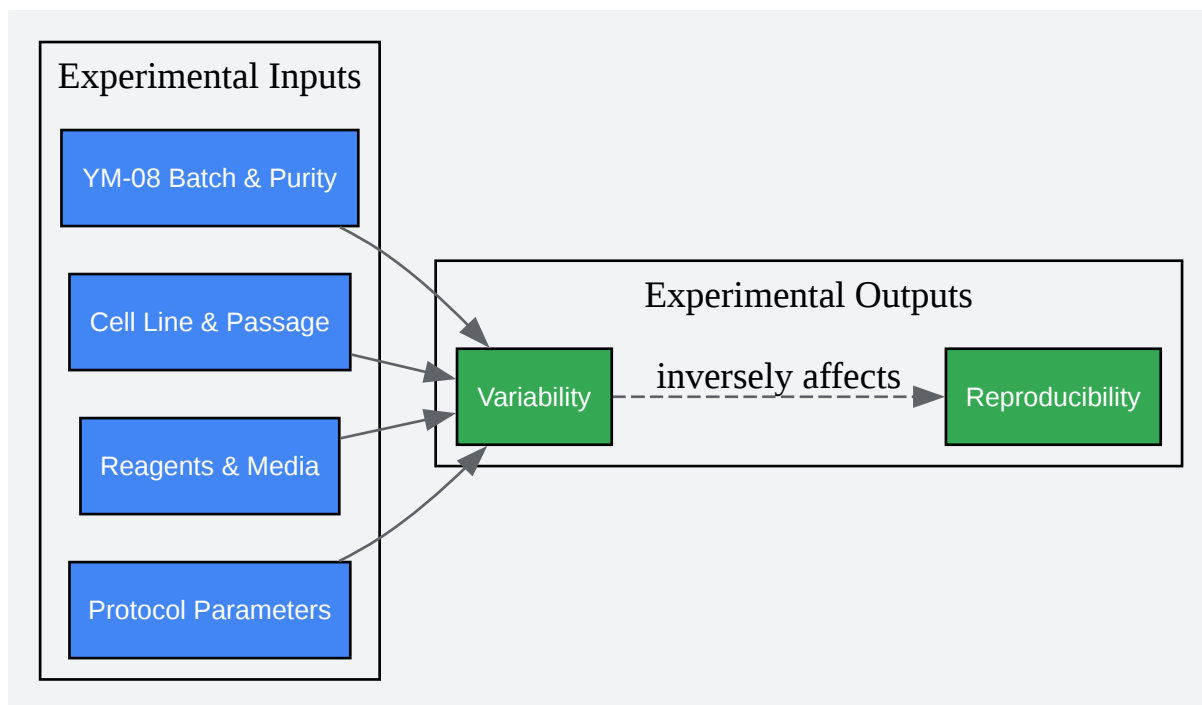 Experimental Inputs
YM-08 Batch & Purity
Cell Line & Passage
Reagents & Media
Protocol Parameters
Experimental Outputs
Variability
inversely affects
Reproducibility